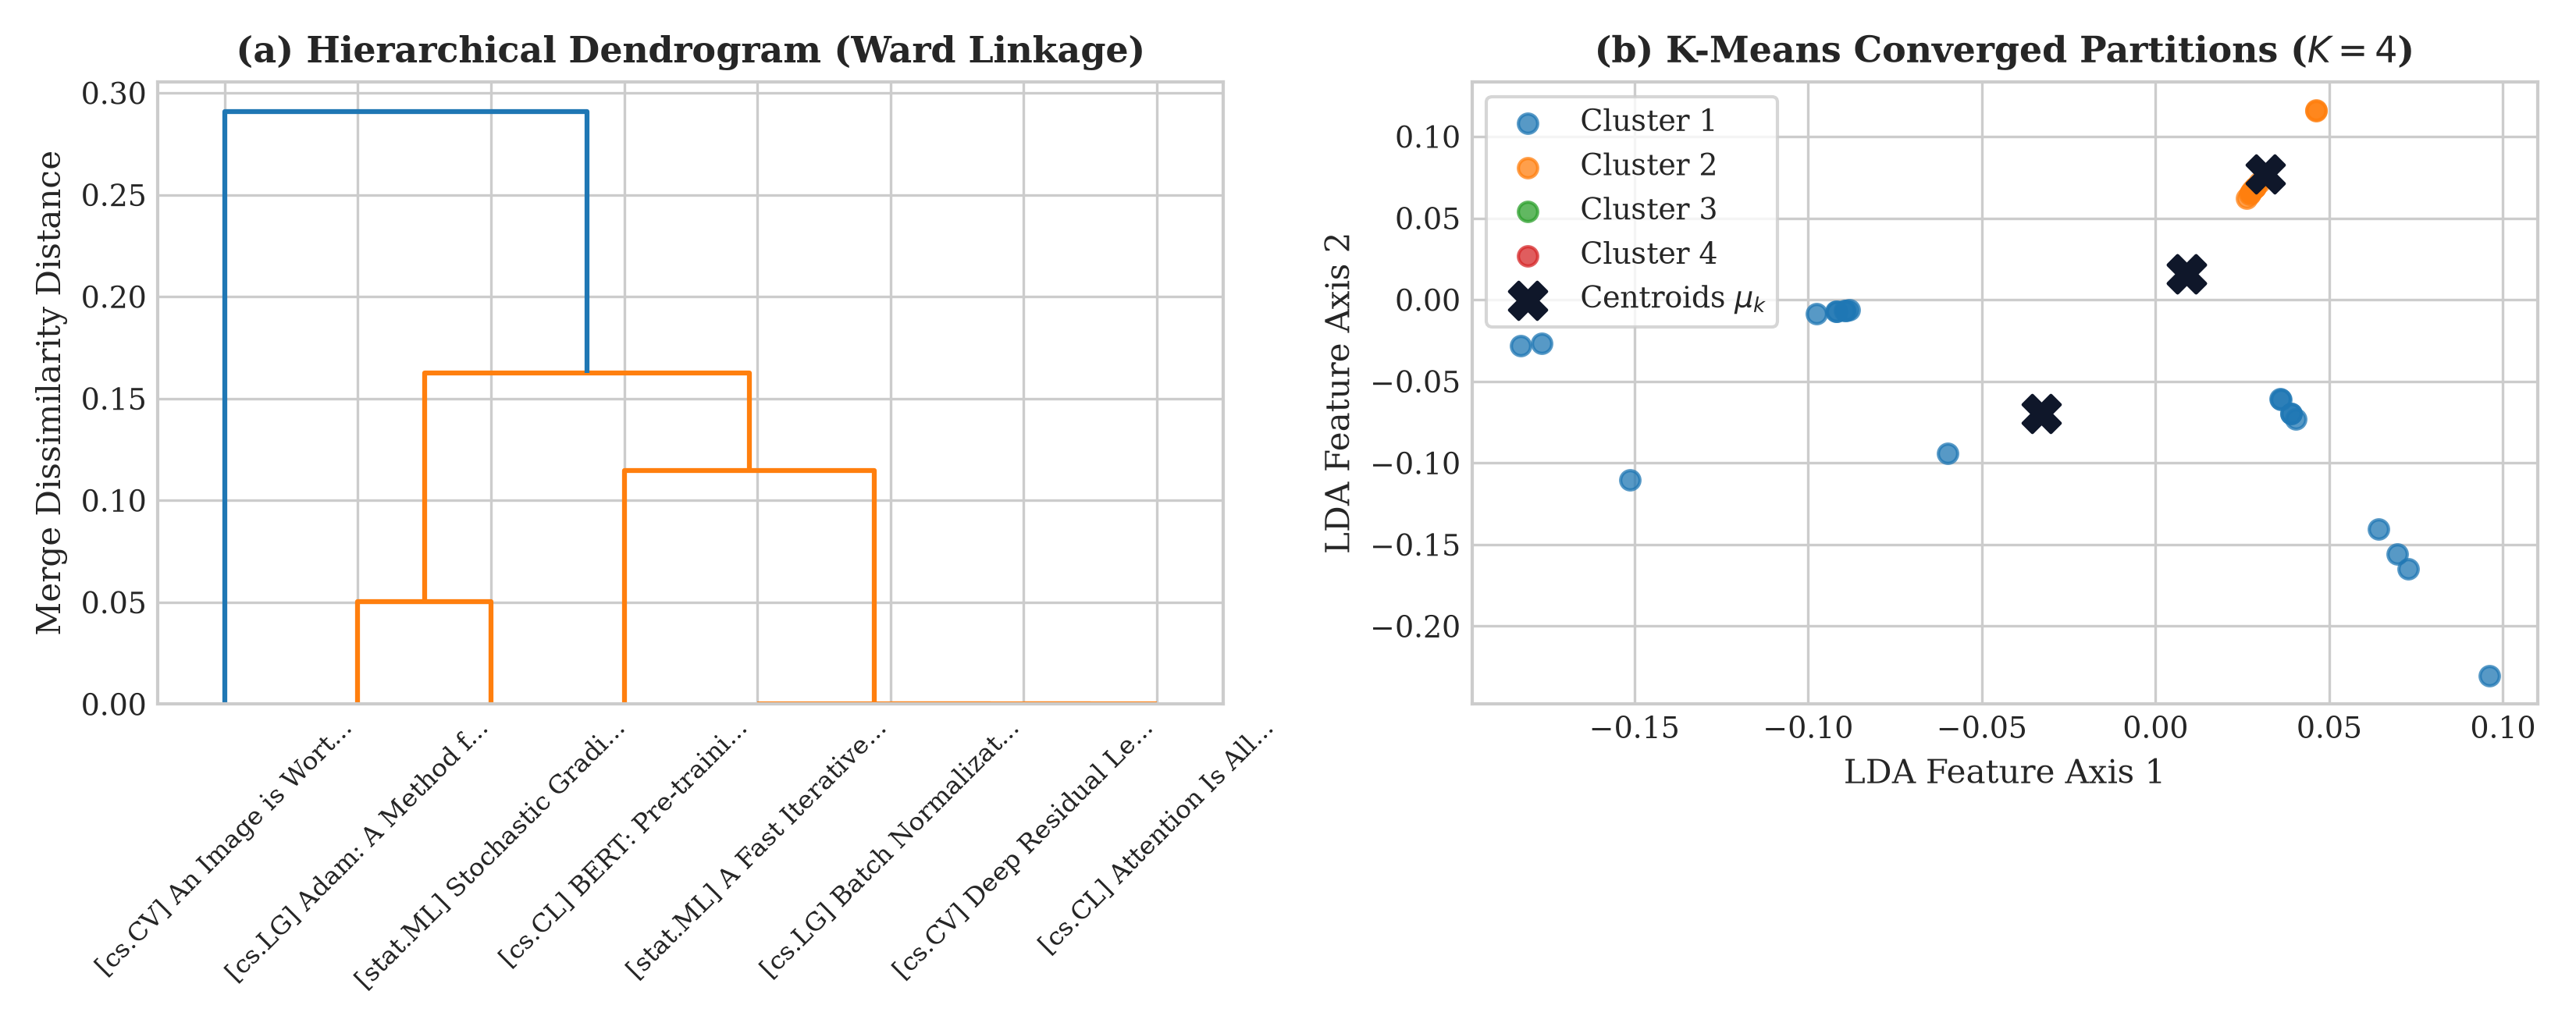 (a) Hierarchical Dendrogram (Ward Linkage)
Merge Dissimilarity Distance
0.30
0.25
0.20
0.15
0.10
0.05
0.00
[cs.CV] An Image is Wort...
[cs.LG] Adam: A Method f...
[stat.ML] Stochastic Gradi...
[cs.CL] BERT: Pre-traini...
[stat.ML] A Fast Iterative...
[cs.LG] Batch Normalizat...
[cs.CV] Deep Residual Le...
[cs.CL] Attention Is All...
(b) K-Means Converged Partitions (K = 4)
LDA Feature Axis 2
0.10
0.05
0.00
−0.05
−0.10
−0.15
−0.20
Cluster 1
Cluster 2
Cluster 3
Cluster 4
Centroids μk
−0.15
−0.10
−0.05
0.00
0.05
0.10
LDA Feature Axis 1